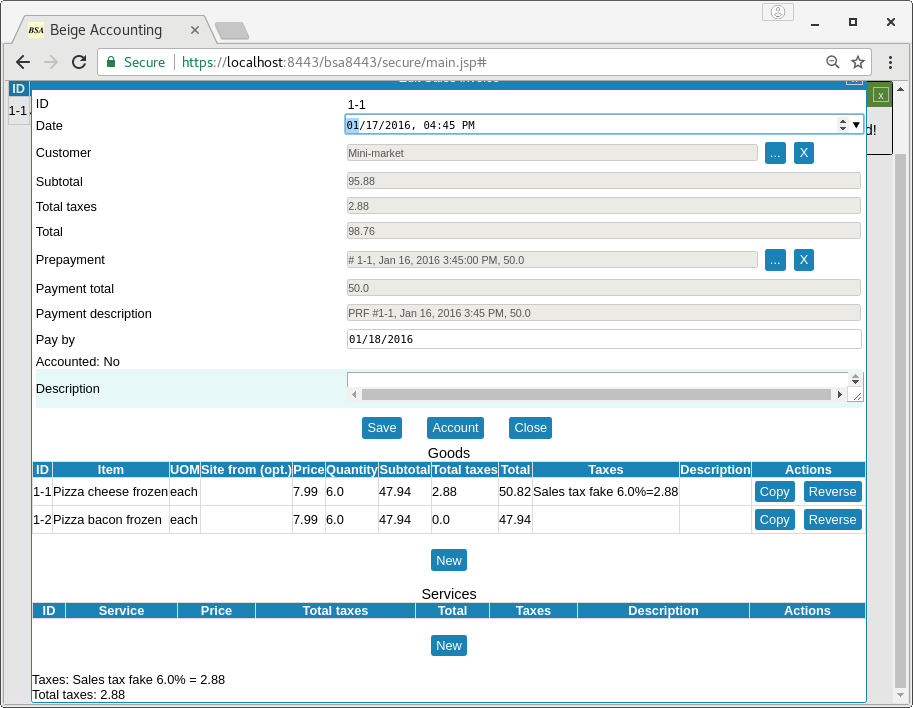 BSA Beige Accounting
Secure https://localhost:8443/bsa8443/secure/main.jsp#
ID
1-1
x
d!
ID 1-1
Date 01/17/2016, 04:45 PM
Customer Mini-market ... X
Subtotal 95.88
Total taxes 2.88
Total 98.76
Prepayment # 1-1, Jan 16, 2016 3:45:00 PM, 50.0 ... X
Payment total 50.0
Payment description PRF #1-1, Jan 16, 2016 3:45 PM, 50.0
Pay by 01/18/2016
Accounted: No
Description
Save Account Close
Goods
ID Item UOM Site from (opt.) Price Quantity Subtotal Total taxes Total Taxes Description Actions
1-1 Pizza cheese frozen each 7.99 6.0 47.94 2.88 50.82 Sales tax fake 6.0%=2.88 Copy Reverse
1-2 Pizza bacon frozen each 7.99 6.0 47.94 0.0 47.94 Copy Reverse
New
Services
ID Service Price Total taxes Total Taxes Description Actions
New
Taxes: Sales tax fake 6.0% = 2.88
Total taxes: 2.88